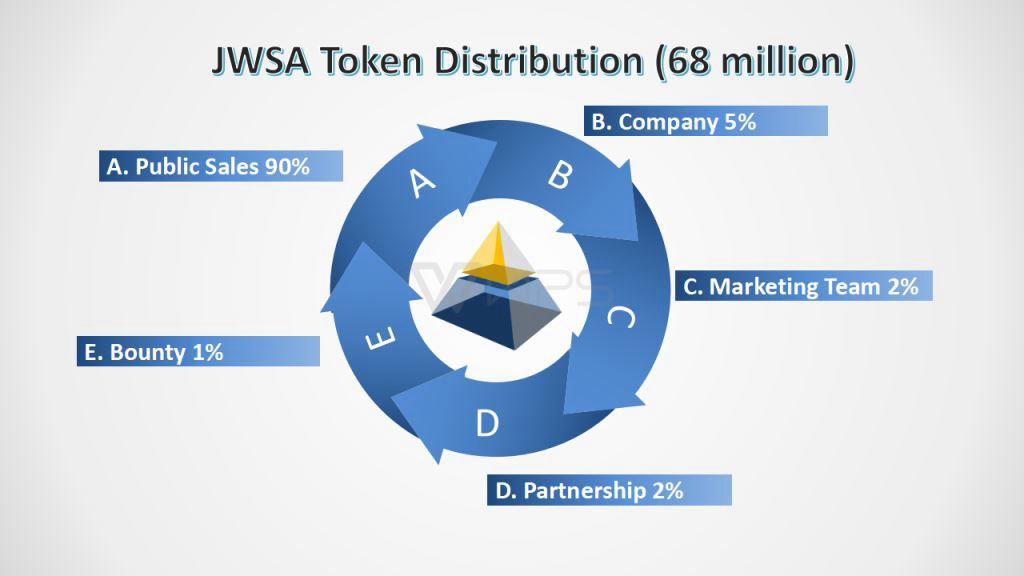 JWSA Token Distribution (68 million)
A. Public Sales 90%
B. Company 5%
C. Marketing Team 2%
D. Partnership 2%
E. Bounty 1%
A
B
C
D
E